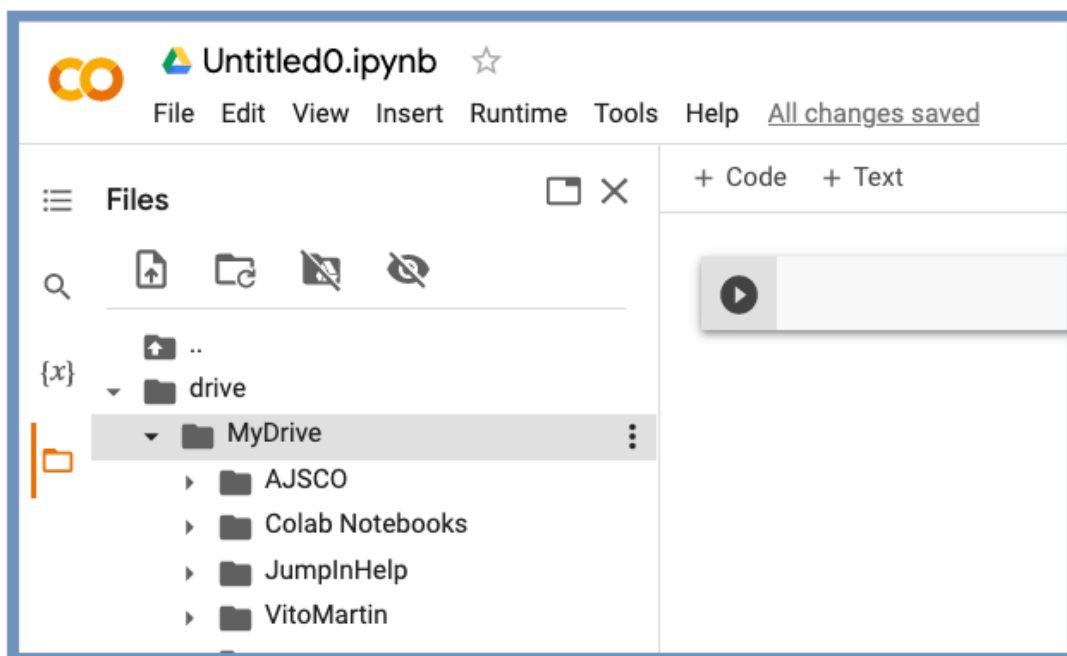 Untitled0.ipynb
File Edit View Insert Runtime Tools Help All changes saved
Files
+ Code + Text
{x}
..
drive
MyDrive
AJSCO
Colab Notebooks
JumpInHelp
VitoMartin